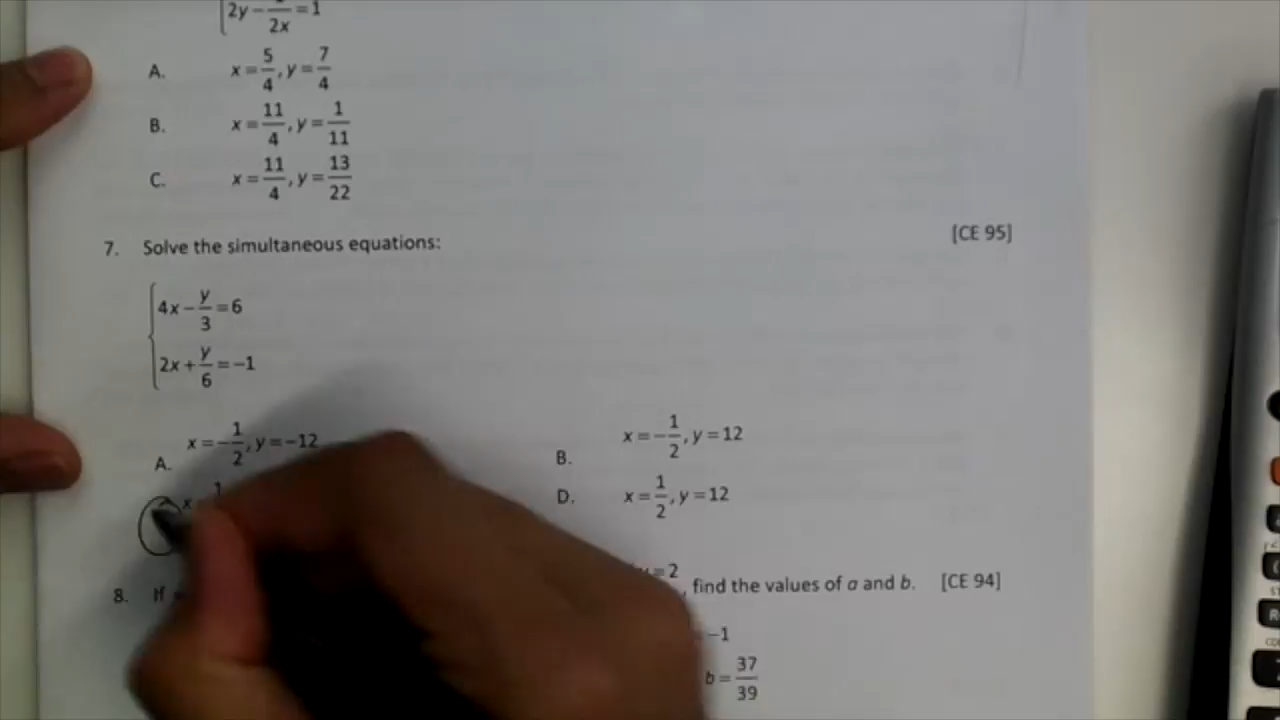 2y − /2x = 1
A. x = 5/4, y = 7/4
B. x = 11/4, y = 1/11
C. x = 11/4, y = 13/22
7. Solve the simultaneous equations: [CE 95]
4x − y/3 = 6
2x + y/6 = −1
A. x = −1/2, y = −12 B. x = −1/2, y = 12
x D. x = 1/2, y = 12
= 2
8. If , find the values of a and b. [CE 94]
−1
b = 37/39